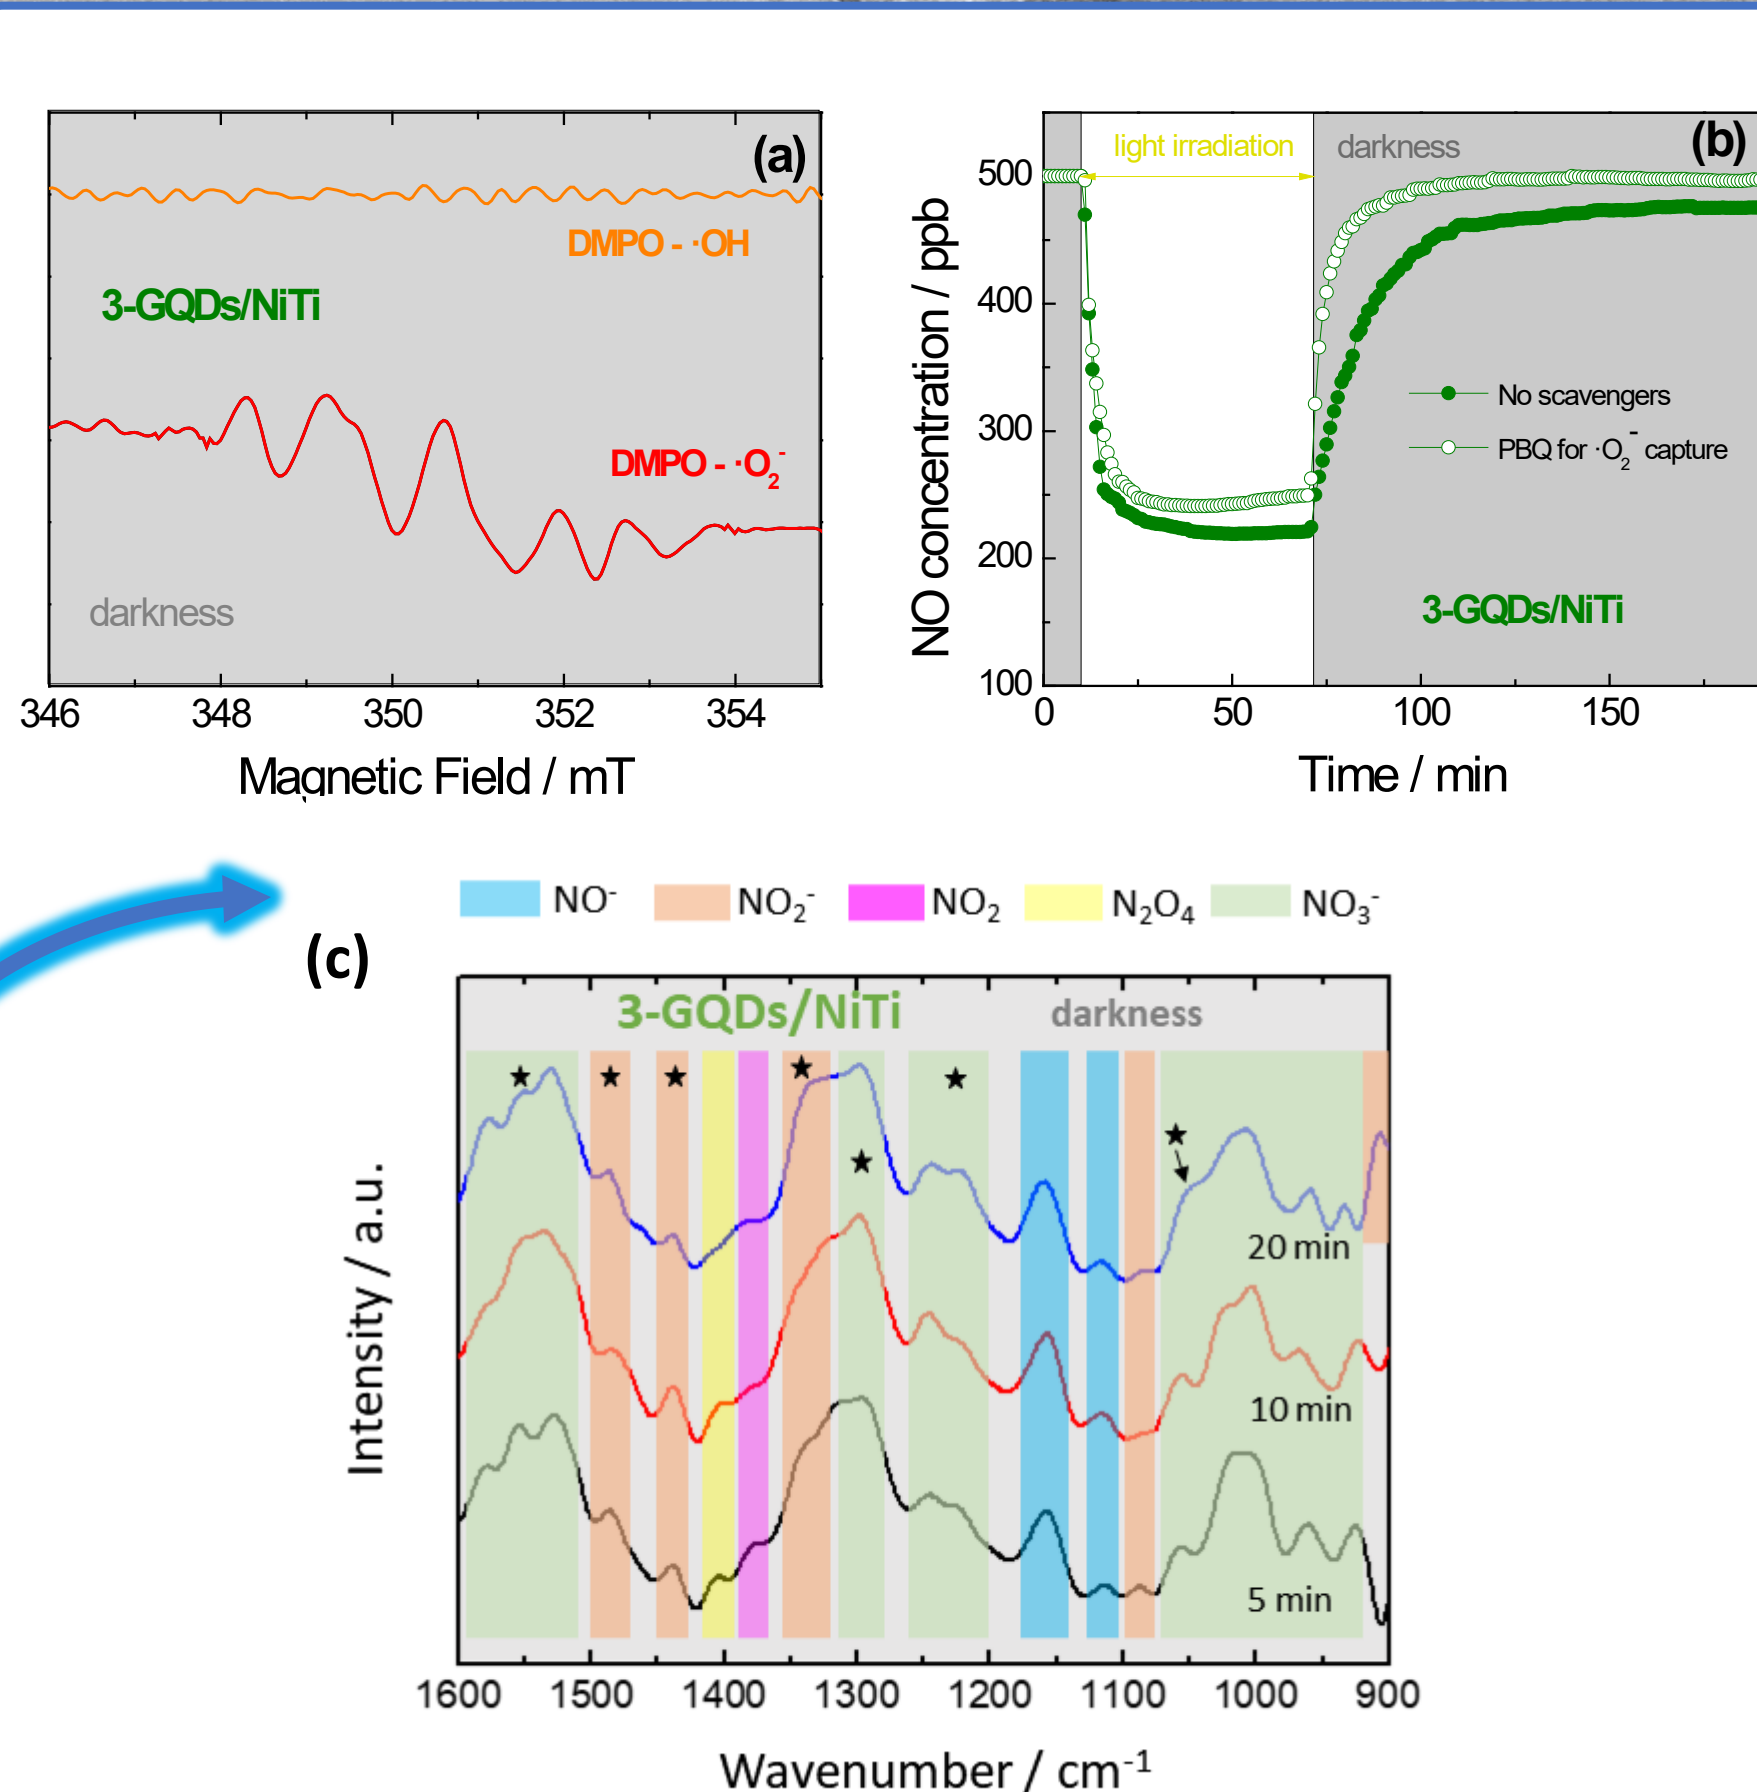 (a)
DMPO - ·OH
3-GQDs/NiTi
DMPO - ·O₂⁻
darkness
346 348 350 352 354
Magnetic Field / mT
(b)
light irradiation
darkness
500
400
300
200
100
NO concentration / ppb
No scavengers
PBQ for ·O₂⁻ capture
3-GQDs/NiTi
0 50 100 150
Time / min
NO⁻ NO₂⁻ NO₂ N₂O₄ NO₃⁻
(c)
3-GQDs/NiTi darkness
20 min
10 min
5 min
Intensity / a.u.
1600 1500 1400 1300 1200 1100 1000 900
Wavenumber / cm⁻¹